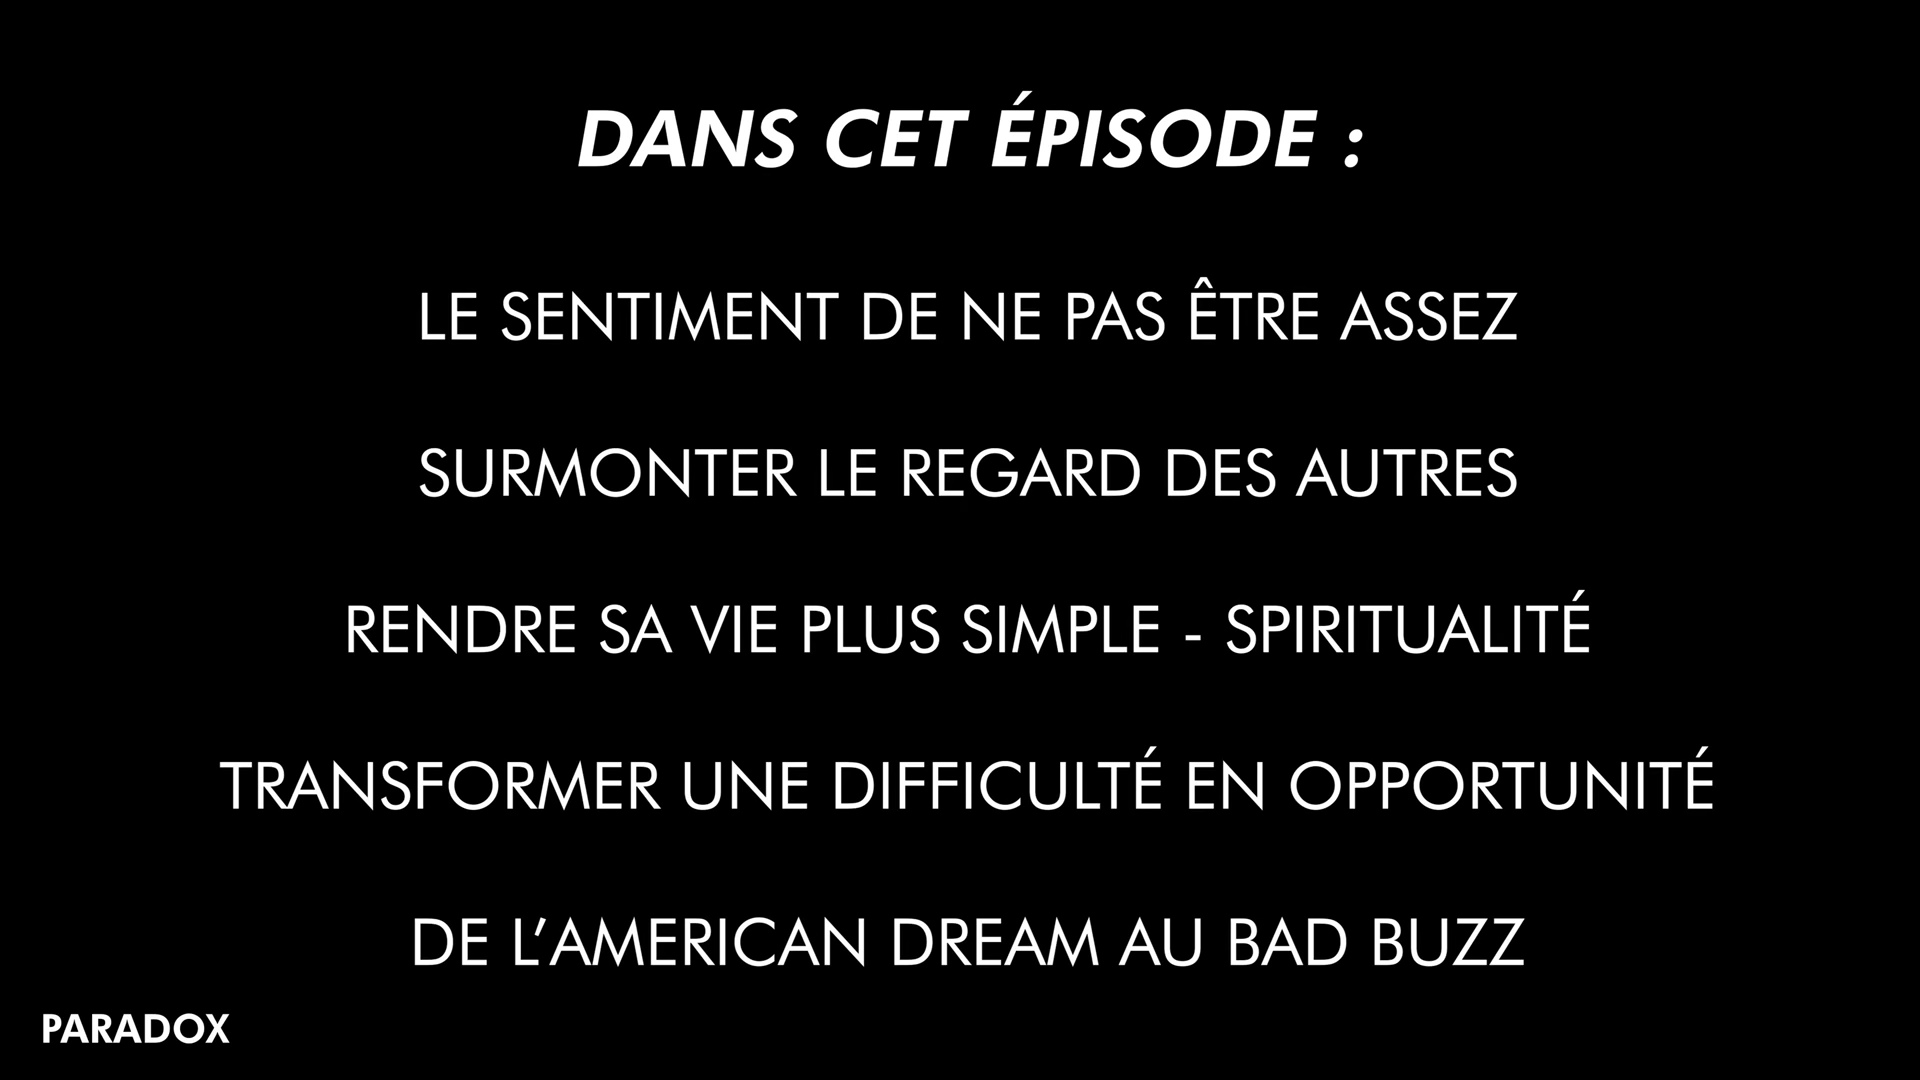 DANS CET ÉPISODE :
LE SENTIMENT DE NE PAS ÊTRE ASSEZ
SURMONTER LE REGARD DES AUTRES
RENDRE SA VIE PLUS SIMPLE - SPIRITUALITÉ
TRANSFORMER UNE DIFFICULTÉ EN OPPORTUNITÉ
DE L’AMERICAN DREAM AU BAD BUZZ
PARADOX